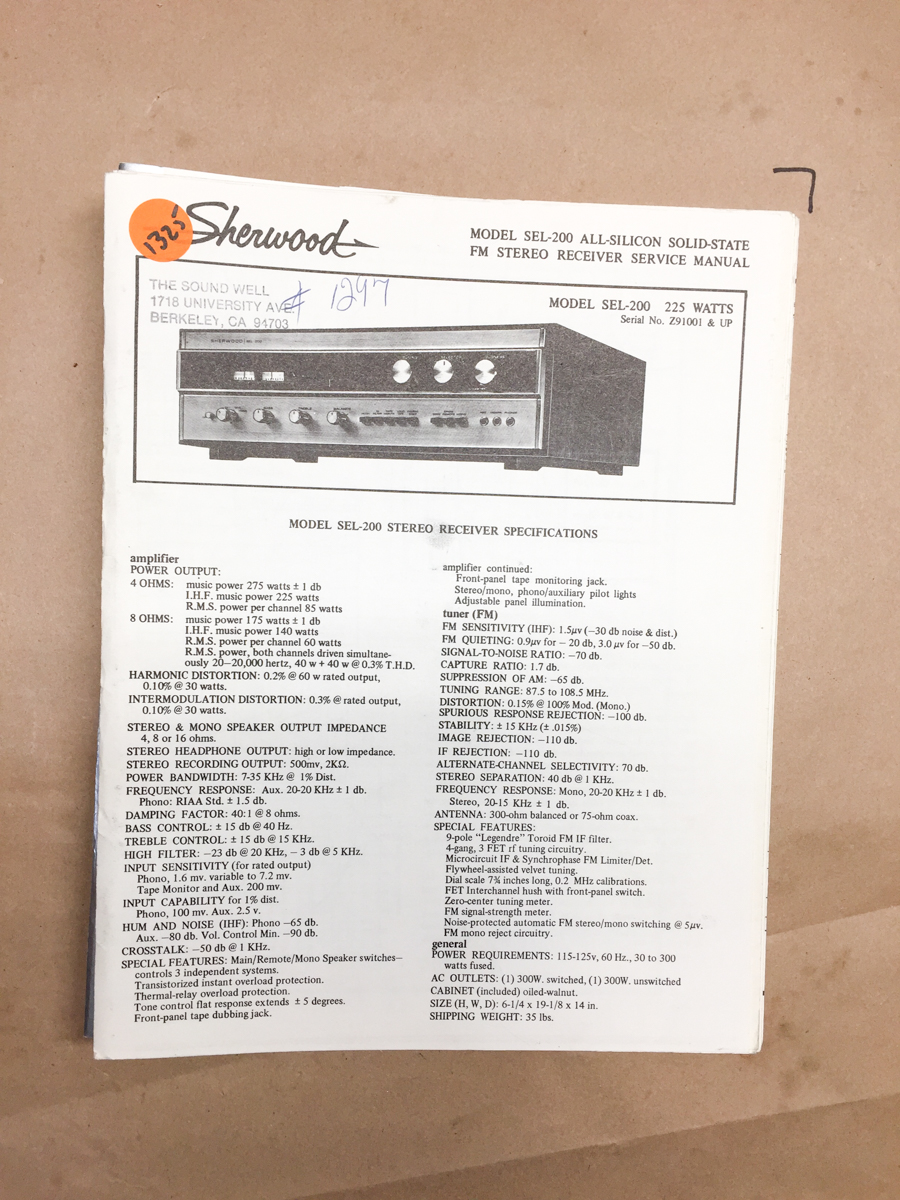 1325
Sherwood
MODEL SEL-200 ALL-SILICON SOLID-STATE
FM STEREO RECEIVER SERVICE MANUAL
THE SOUND WELL
1718 UNIVERSITY AVE.
BERKELEY, CA 94703
# 1297
MODEL SEL-200 225 WATTS
Serial No. Z91001 & UP
SHERWOOD
MODEL SEL-200 STEREO RECEIVER SPECIFICATIONS
amplifier
POWER OUTPUT:
4 OHMS: music power 275 watts ± 1 db
I.H.F. music power 225 watts
R.M.S. power per channel 85 watts
8 OHMS: music power 175 watts ± 1 db
I.H.F. music power 140 watts
R.M.S. power per channel 60 watts
R.M.S. power, both channels driven simultane-
ously 20–20,000 hertz, 40 w + 40 w @ 0.3% T.H.D.
HARMONIC DISTORTION: 0.2% @ 60 w rated output,
0.10% @ 30 watts.
INTERMODULATION DISTORTION: 0.3% @ rated output,
0.10% @ 30 watts.
STEREO & MONO SPEAKER OUTPUT IMPEDANCE
4, 8 or 16 ohms.
STEREO HEADPHONE OUTPUT: high or low impedance.
STEREO RECORDING OUTPUT: 500mv, 2KΩ.
POWER BANDWIDTH: 7-35 KHz @ 1% Dist.
FREQUENCY RESPONSE: Aux. 20-20 KHz ± 1 db.
Phono: RIAA Std. ± 1.5 db.
DAMPING FACTOR: 40:1 @ 8 ohms.
BASS CONTROL: ± 15 db @ 40 Hz.
TREBLE CONTROL: ± 15 db @ 15 KHz.
HIGH FILTER: –23 db @ 20 KHz, – 3 db @ 5 KHz.
INPUT SENSITIVITY (for rated output)
Phono, 1.6 mv. variable to 7.2 mv.
Tape Monitor and Aux. 200 mv.
INPUT CAPABILITY for 1% dist.
Phono, 100 mv. Aux. 2.5 v.
HUM AND NOISE (IHF): Phono –65 db.
Aux. –80 db. Vol. Control Min. –90 db.
CROSSTALK: –50 db @ 1 KHz.
SPECIAL FEATURES: Main/Remote/Mono Speaker switches–
controls 3 independent systems.
Transistorized instant overload protection.
Thermal-relay overload protection.
Tone control flat response extends ± 5 degrees.
Front-panel tape dubbing jack.
amplifier continued:
Front-panel tape monitoring jack.
Stereo/mono, phono/auxiliary pilot lights
Adjustable panel illumination.
tuner (FM)
FM SENSITIVITY (IHF): 1.5μv (–30 db noise & dist.)
FM QUIETING: 0.9μv for – 20 db, 3.0 μv for –50 db.
SIGNAL-TO-NOISE RATIO: –70 db.
CAPTURE RATIO: 1.7 db.
SUPPRESSION OF AM: –65 db.
TUNING RANGE: 87.5 to 108.5 MHz.
DISTORTION: 0.15% @ 100% Mod. (Mono.)
SPURIOUS RESPONSE REJECTION: –100 db.
STABILITY: ± 15 KHz (± .015%)
IMAGE REJECTION: –110 db.
IF REJECTION: –110 db.
ALTERNATE-CHANNEL SELECTIVITY: 70 db.
STEREO SEPARATION: 40 db @ 1 KHz.
FREQUENCY RESPONSE: Mono, 20-20 KHz ± 1 db.
Stereo, 20-15 KHz ± 1 db.
ANTENNA: 300-ohm balanced or 75-ohm coax.
SPECIAL FEATURES:
9-pole "Legendre" Toroid FM IF filter.
4-gang, 3 FET rf tuning circuitry.
Microcircuit IF & Synchrophase FM Limiter/Det.
Flywheel-assisted velvet tuning.
Dial scale 7¾ inches long, 0.2 MHz calibrations.
FET Interchannel hush with front-panel switch.
Zero-center tuning meter.
FM signal-strength meter.
Noise-protected automatic FM stereo/mono switching @ 5μv.
FM mono reject circuitry.
general
POWER REQUIREMENTS: 115-125v, 60 Hz., 30 to 300
watts fused.
AC OUTLETS: (1) 300W. switched, (1) 300W. unswitched
CABINET (included) oiled-walnut.
SIZE (H, W, D): 6-1/4 x 19-1/8 x 14 in.
SHIPPING WEIGHT: 35 lbs.